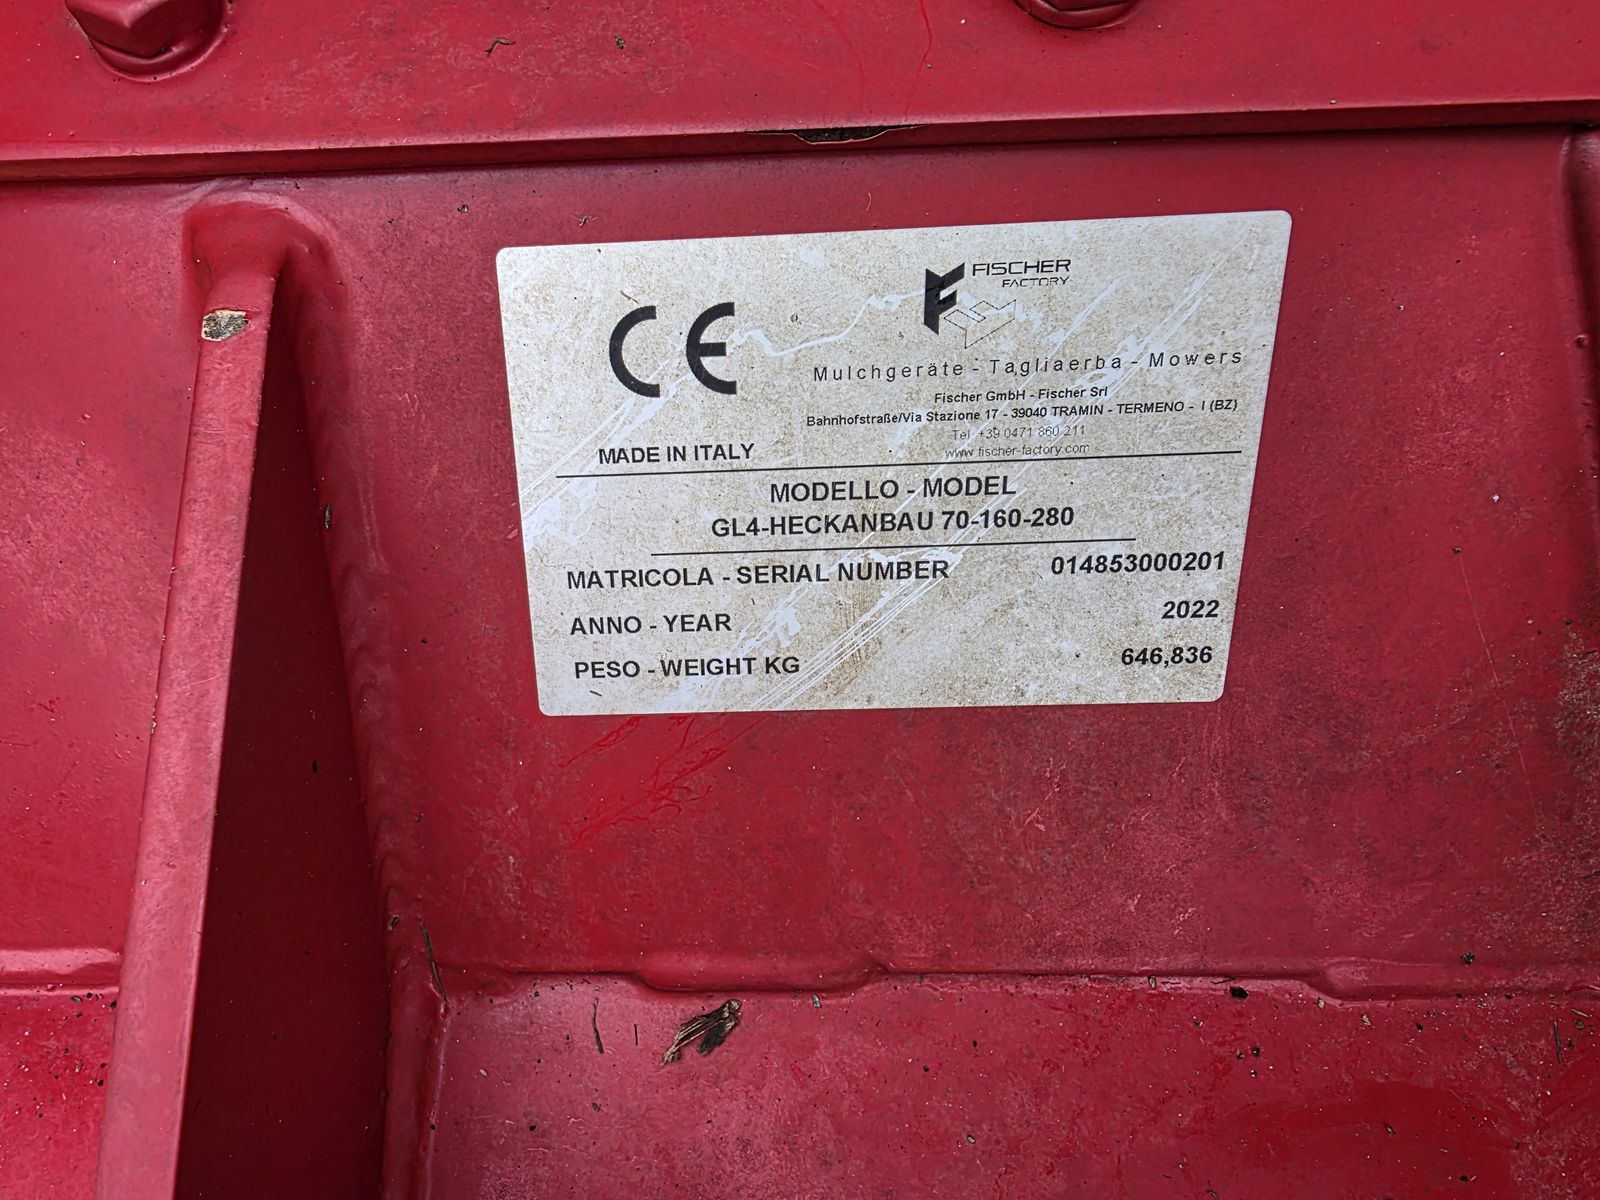 CE
FISCHER
FACTORY
Mulchgeräte - Tagliaerba - Mowers
Fischer GmbH - Fischer Srl
Bahnhofstraße/Via Stazione 17 - 39040 TRAMIN - TERMENO - I (BZ)
Tel. +39 0471 860 211
www.fischer-factory.com
MADE IN ITALY
MODELLO - MODEL
GL4-HECKANBAU 70-160-280
MATRICOLA - SERIAL NUMBER 014853000201
ANNO - YEAR 2022
PESO - WEIGHT KG 646,836